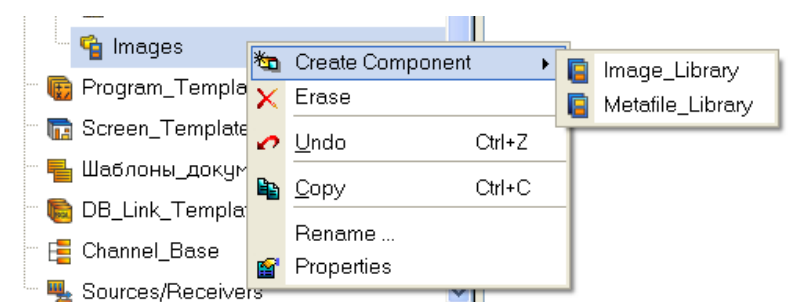 Images
Create Component
Image_Library
Metafile_Library
Program_Templa
Erase
Screen_Template
Undo Ctrl+Z
Шаблоны_докум
Copy Ctrl+C
DB_Link_Templat
Rename ...
Channel_Base
Properties
Sources/Receivers